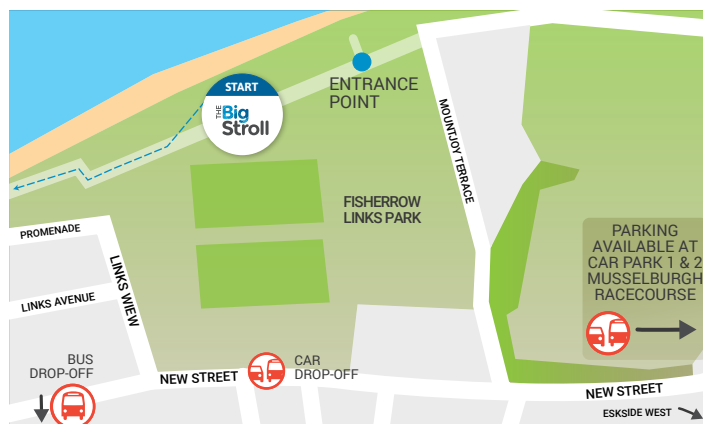 START
THE
Big
Stroll
ENTRANCE
POINT
MOUNTJOY TERRACE
FISHERROW
LINKS PARK
PROMENADE
LINKS WIEW
LINKS AVENUE
PARKING
AVAILABLE AT
CAR PARK 1 & 2
MUSSELBURGH
RACECOURSE
BUS
DROP-OFF
NEW STREET
CAR
DROP-OFF
NEW STREET
ESKSIDE WEST